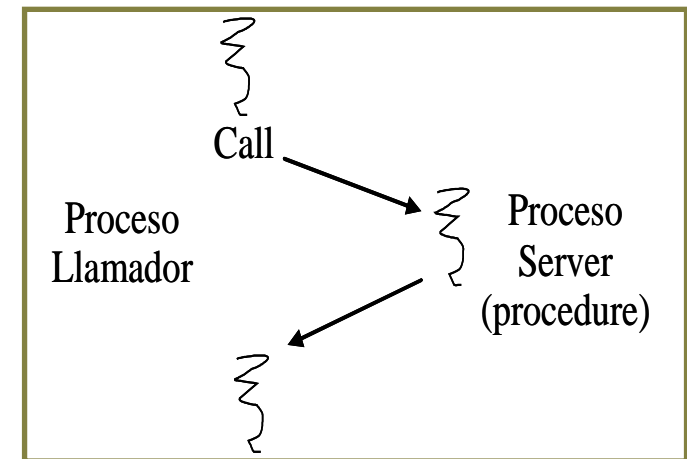 Call
Proceso
Llamador
Proceso
Server
(procedure)